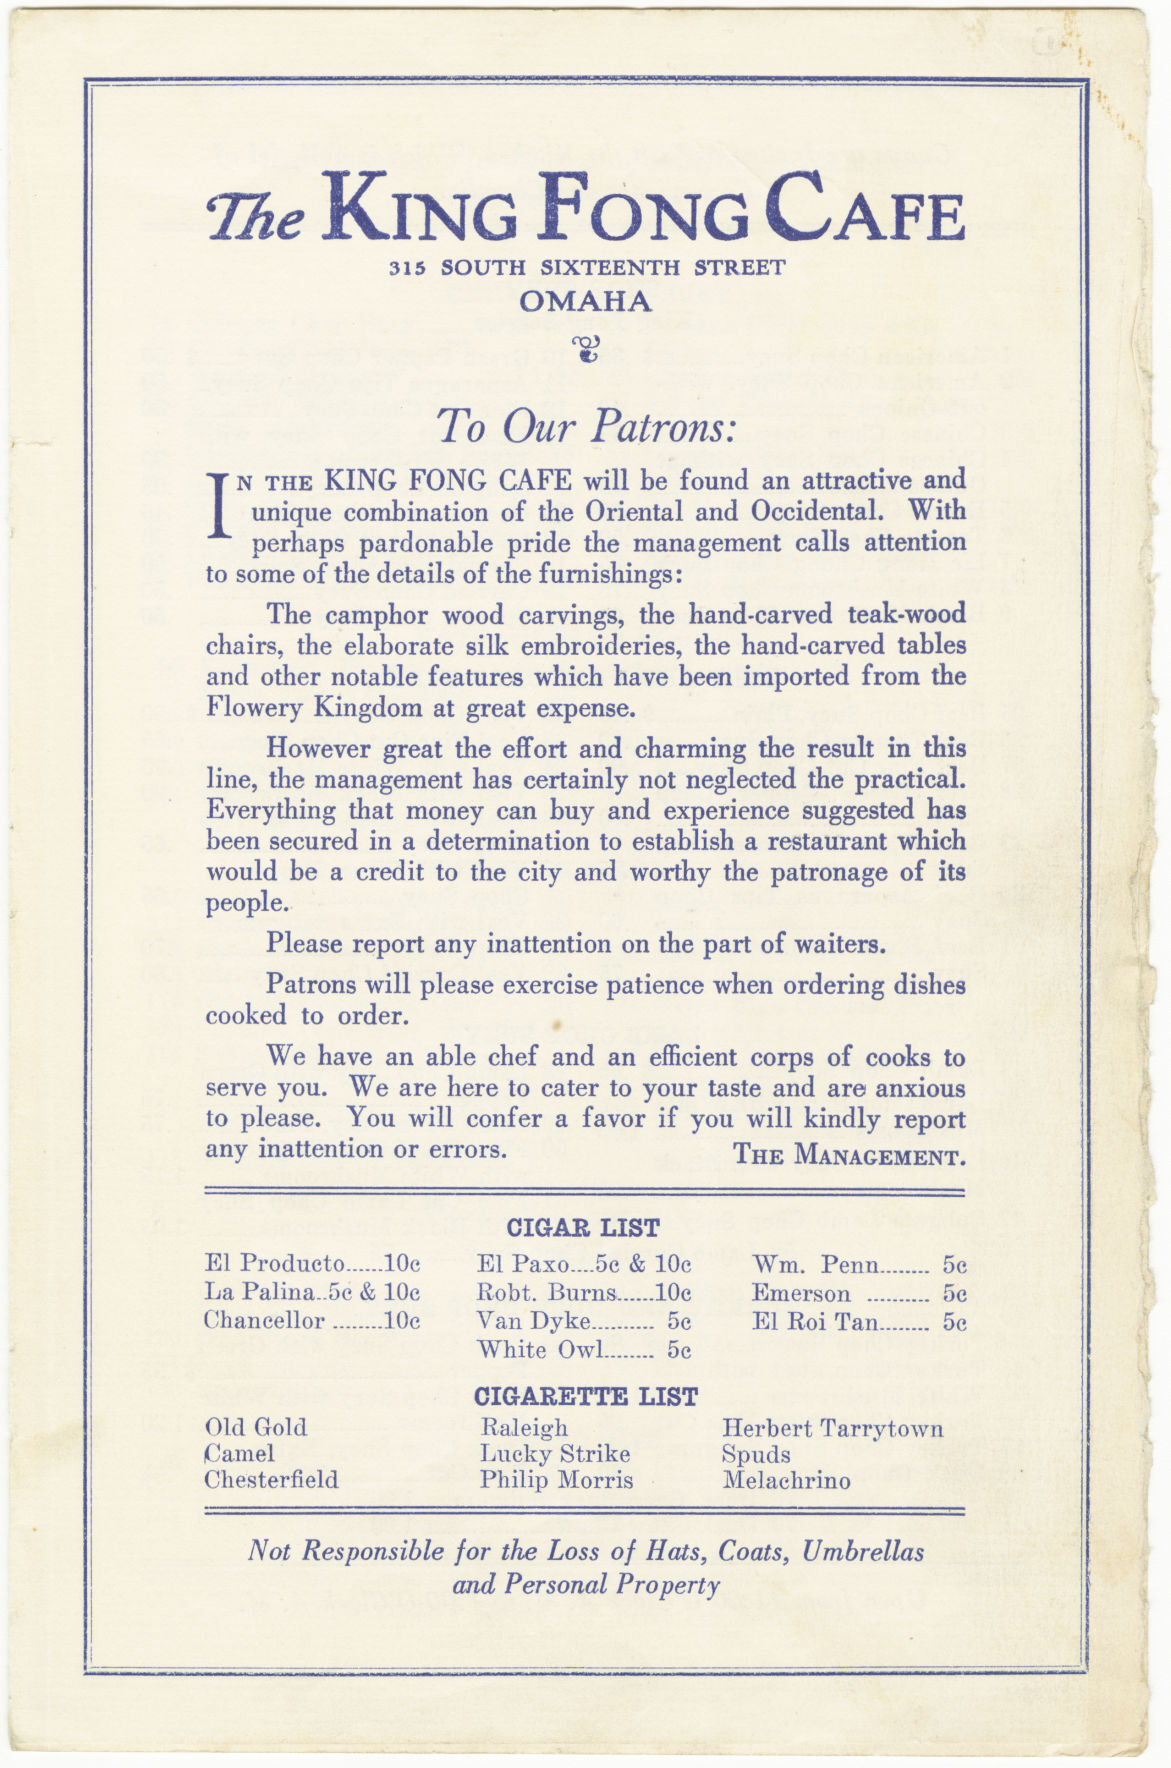 The KING FONG CAFE
315 SOUTH SIXTEENTH STREET
OMAHA
To Our Patrons:
IN THE KING FONG CAFE will be found an attractive and
unique combination of the Oriental and Occidental. With
perhaps pardonable pride the management calls attention
to some of the details of the furnishings:
The camphor wood carvings, the hand-carved teak-wood
chairs, the elaborate silk embroideries, the hand-carved tables
and other notable features which have been imported from the
Flowery Kingdom at great expense.
However great the effort and charming the result in this
line, the management has certainly not neglected the practical.
Everything that money can buy and experience suggested has
been secured in a determination to establish a restaurant which
would be a credit to the city and worthy the patronage of its
people.
Please report any inattention on the part of waiters.
Patrons will please exercise patience when ordering dishes
cooked to order.
We have an able chef and an efficient corps of cooks to
serve you. We are here to cater to your taste and are anxious
to please. You will confer a favor if you will kindly report
any inattention or errors. THE MANAGEMENT.
CIGAR LIST
El Producto......10c El Paxo....5c & 10c Wm. Penn........ 5c
La Palina..5c & 10c Robt. Burns......10c Emerson .......... 5c
Chancellor ........10c Van Dyke.......... 5c El Roi Tan........ 5c
White Owl........ 5c
CIGARETTE LIST
Old Gold Raleigh Herbert Tarrytown
Camel Lucky Strike Spuds
Chesterfield Philip Morris Melachrino
Not Responsible for the Loss of Hats, Coats, Umbrellas
and Personal Property